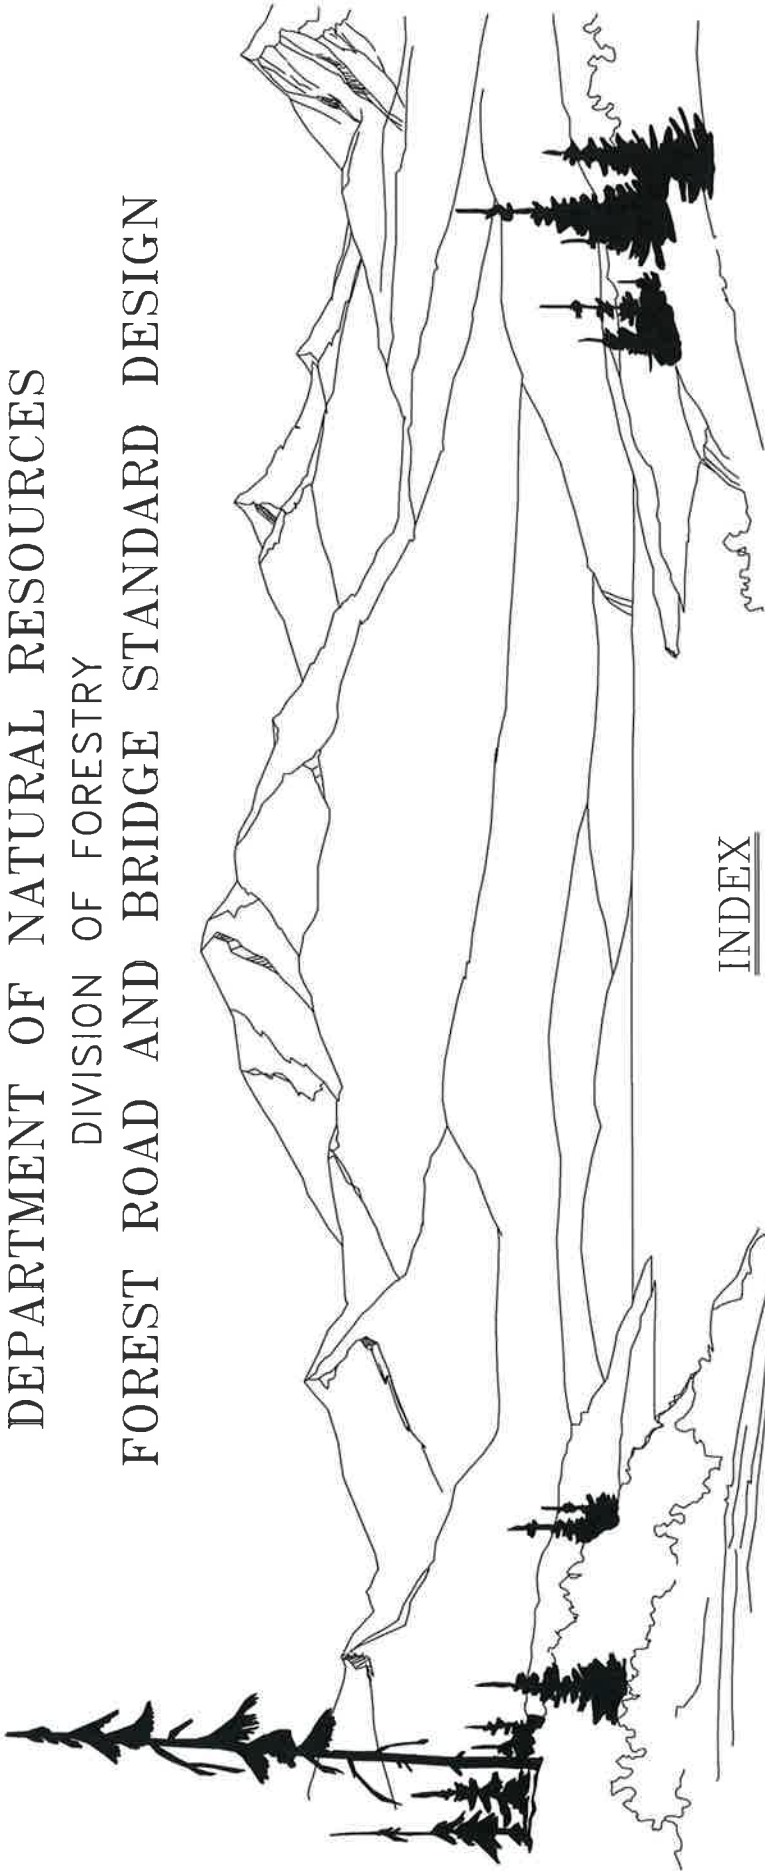 DEPARTMENT OF NATURAL RESOURCES
DIVISION OF FORESTRY
FOREST ROAD AND BRIDGE STANDARD DESIGN
INDEX